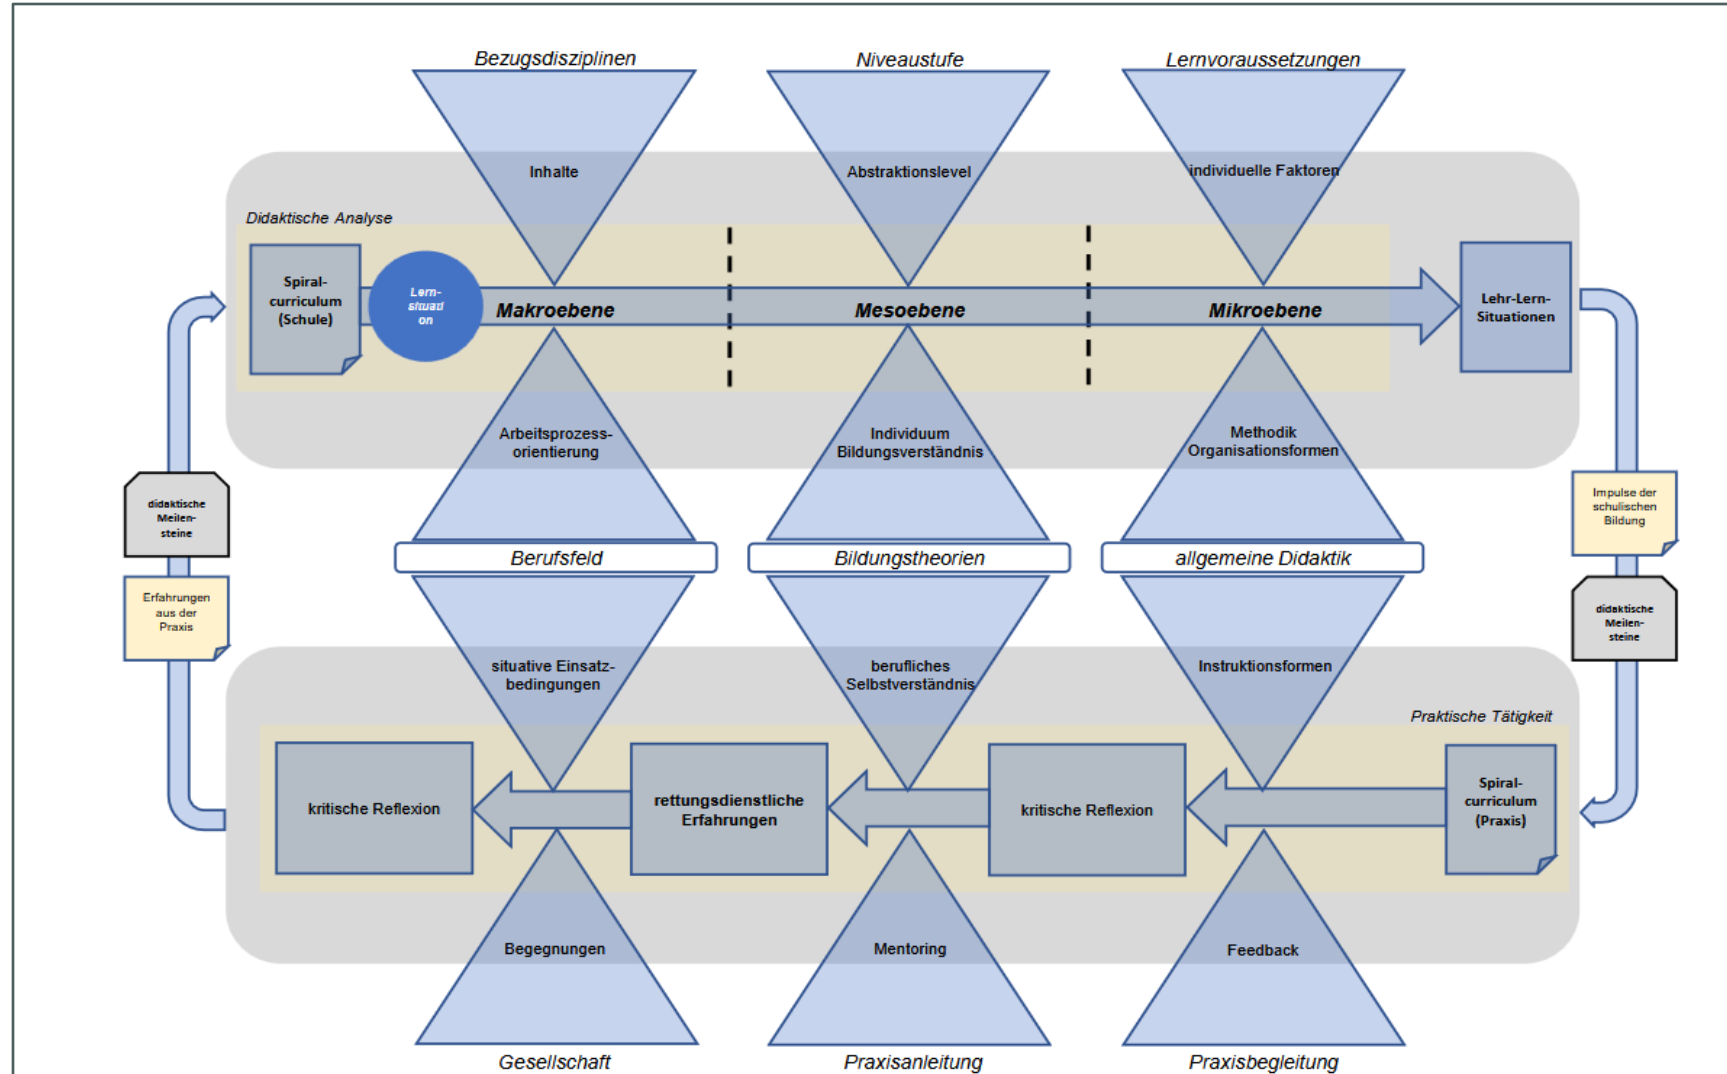 Bezugsdisziplinen
Niveaustufe
Lernvoraussetzungen
Inhalte
Abstraktionslevel
individuelle Faktoren
Didaktische Analyse
Spiral-
curriculum
(Schule)
Lern-
situati
on
Makroebene
Mesoebene
Mikroebene
Lehr-Lern-
Situationen
Arbeitsprozess-
orientierung
Individuum
Bildungsverständnis
Methodik
Organisationsformen
didaktische
Meilen-
steine
Impulse der
schulischen
Bildung
Berufsfeld
Bildungstheorien
allgemeine Didaktik
Erfahrungen
aus der
Praxis
didaktische
Meilen-
steine
situative Einsatz-
bedingungen
berufliches
Selbstverständnis
Instruktionsformen
Praktische Tätigkeit
kritische Reflexion
rettungsdienstliche
Erfahrungen
kritische Reflexion
Spiral-
curriculum
(Praxis)
Begegnungen
Mentoring
Feedback
Gesellschaft
Praxisanleitung
Praxisbegleitung